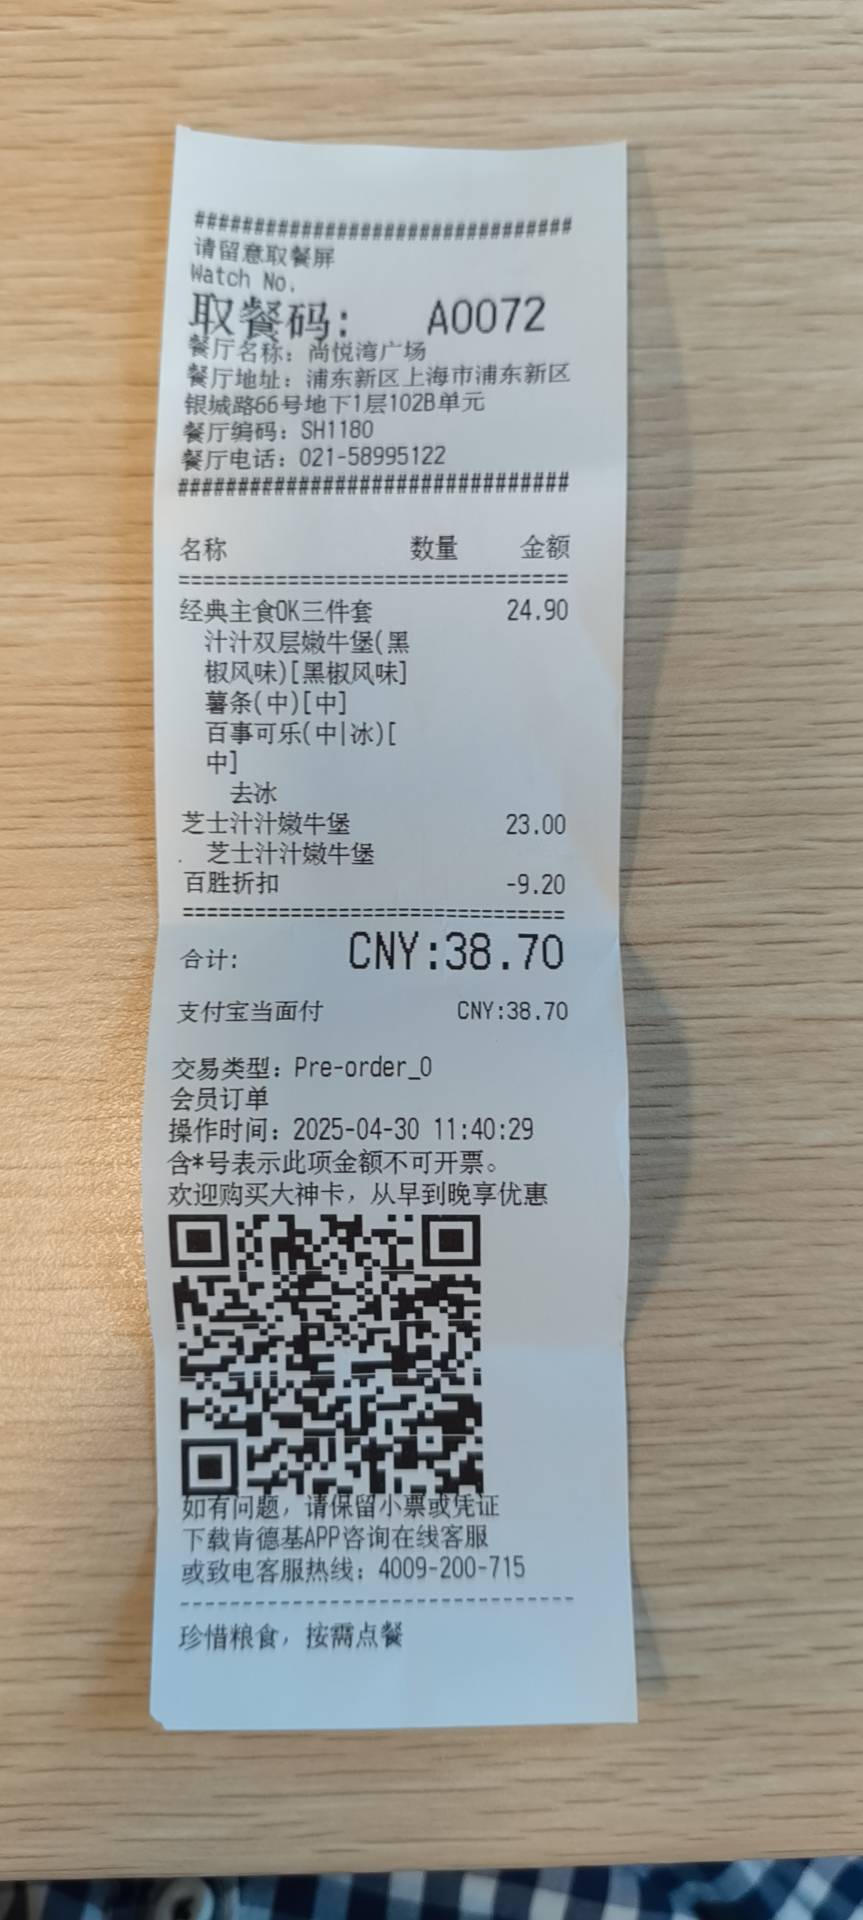 ################################
请留意取餐屏
Watch No.
取餐码: A0072
餐厅名称: 尚悦湾广场
餐厅地址: 浦东新区上海市浦东新区
银城路66号地下1层102B单元
餐厅编码: SH1180
餐厅电话: 021-58995122
################################
名称 数量 金额
================================
经典主食OK三件套 24.90
汁汁双层嫩牛堡(黑
椒风味)[黑椒风味]
薯条(中)[中]
百事可乐(中|冰)[
中]
去冰
芝士汁汁嫩牛堡 23.00
芝士汁汁嫩牛堡
百胜折扣 -9.20
================================
合计: CNY:38.70
支付宝当面付 CNY:38.70
交易类型: Pre-order_0
会员订单
操作时间: 2025-04-30 11:40:29
含*号表示此项金额不可开票。
欢迎购买大神卡，从早到晚享优惠
如有问题，请保留小票或凭证
下载肯德基APP咨询在线客服
或致电客服热线: 4009-200-715
--------------------------------
珍惜粮食，按需点餐